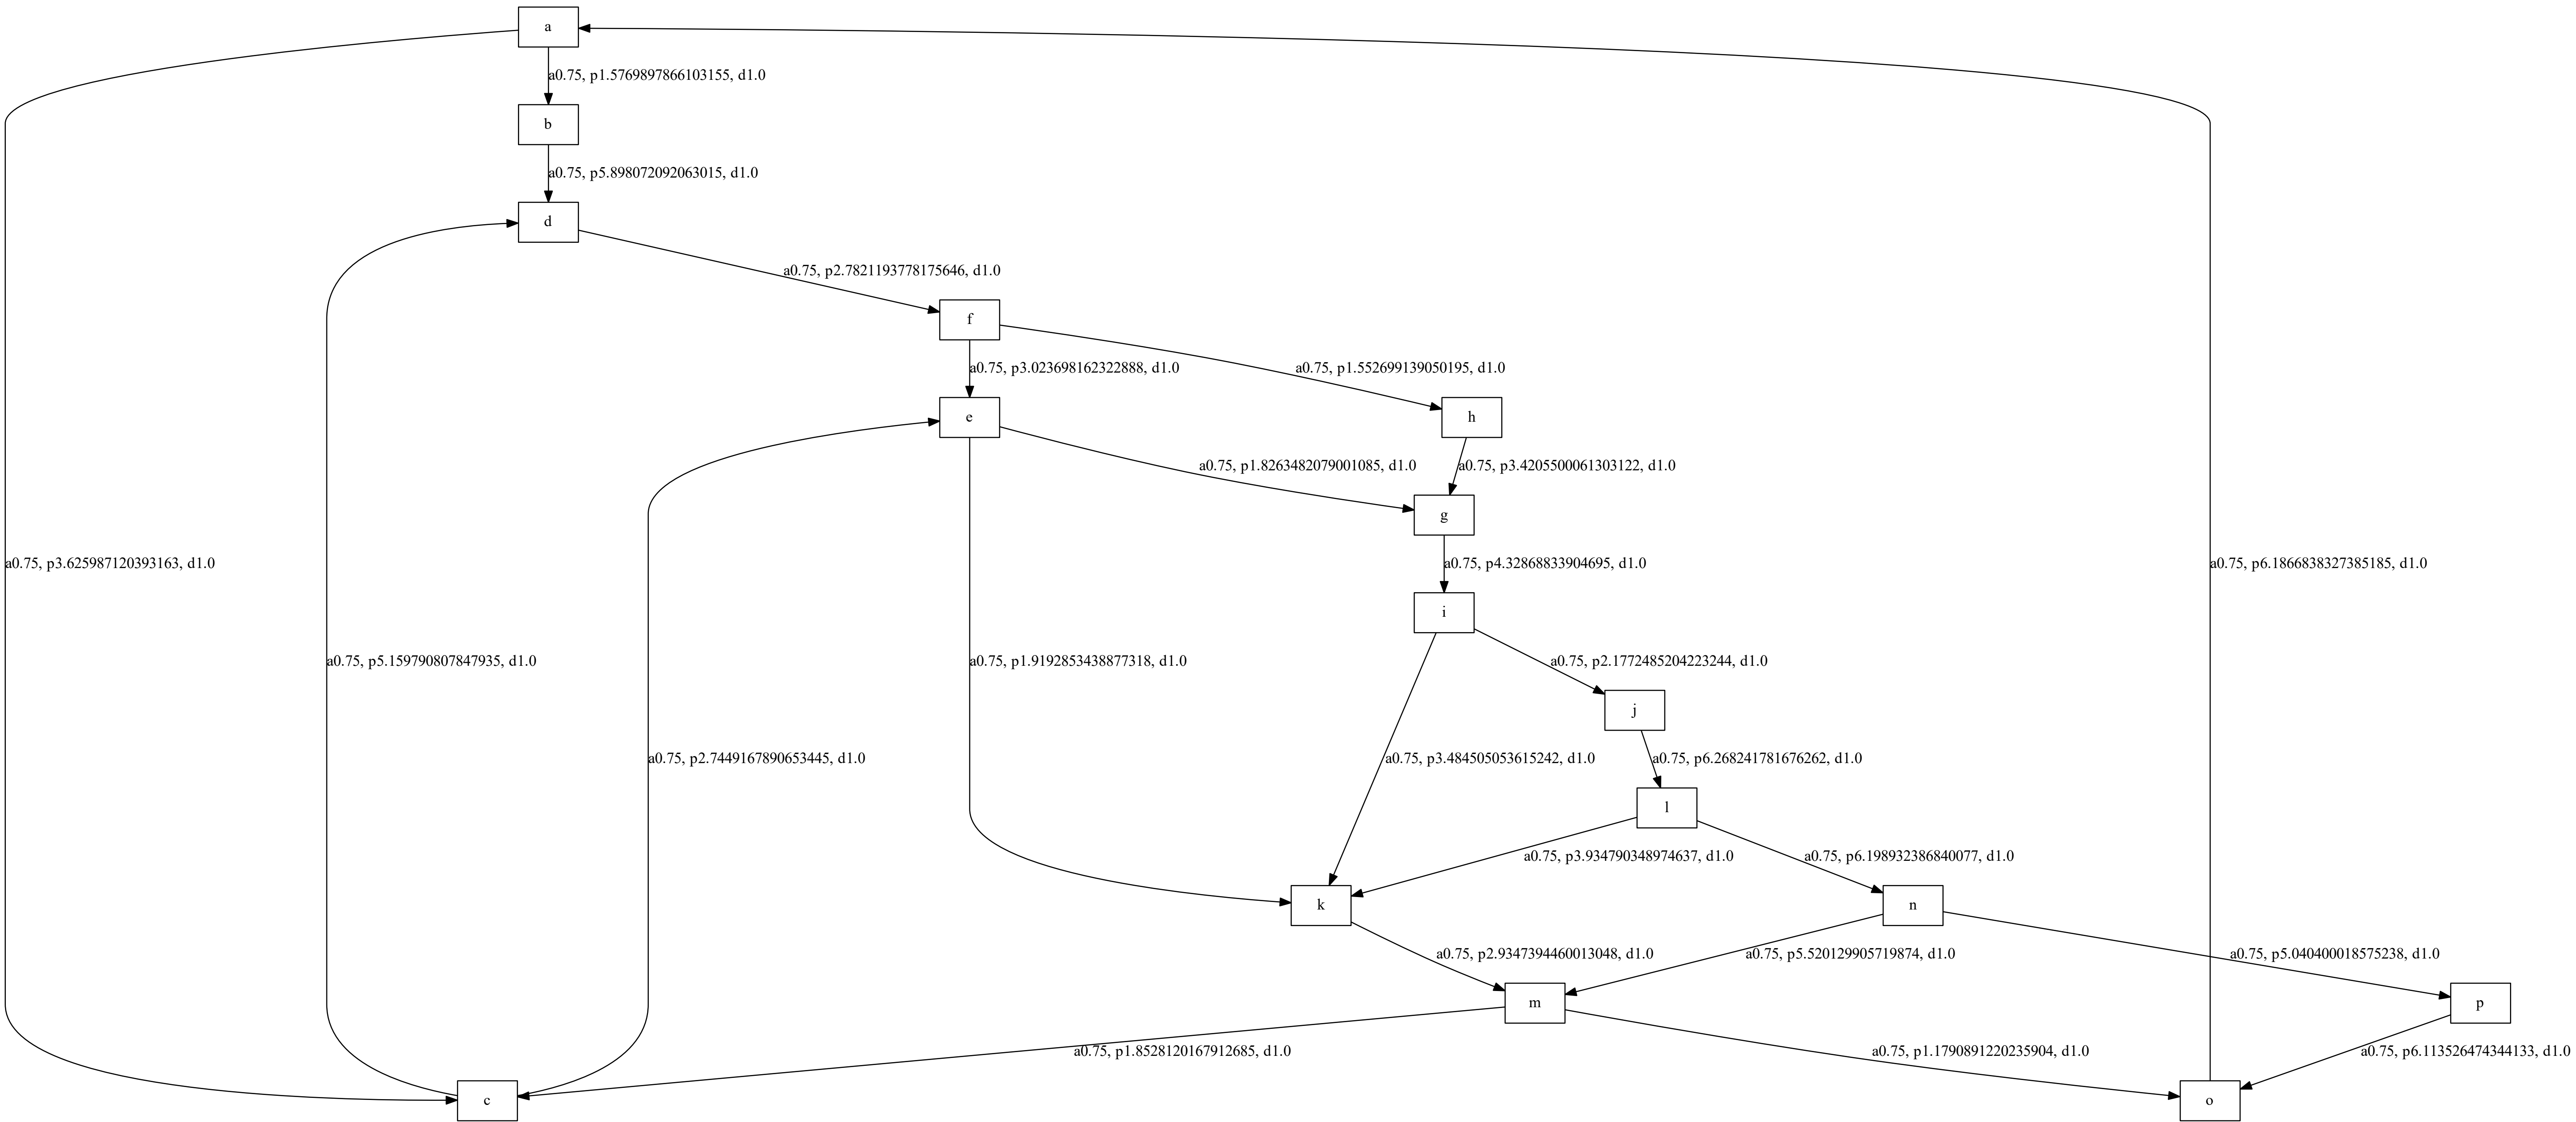 a
a0.75, p1.5769897866103155, d1.0
b
a0.75, p5.898072092063015, d1.0
d
a0.75, p2.7821193778175646, d1.0
f
a0.75, p3.023698162322888, d1.0
a0.75, p1.552699139050195, d1.0
e
h
a0.75, p1.8263482079001085, d1.0
a0.75, p3.4205500061303122, d1.0
g
a0.75, p3.625987120393163, d1.0
a0.75, p4.32868833904695, d1.0
a0.75, p6.1866838327385185, d1.0
i
a0.75, p5.159790807847935, d1.0
a0.75, p1.9192853438877318, d1.0
a0.75, p2.1772485204223244, d1.0
j
a0.75, p2.7449167890653445, d1.0
a0.75, p3.484505053615242, d1.0
a0.75, p6.268241781676262, d1.0
l
a0.75, p3.934790348974637, d1.0
a0.75, p6.198932386840077, d1.0
k
n
a0.75, p2.9347394460013048, d1.0
a0.75, p5.520129905719874, d1.0
a0.75, p5.040400018575238, d1.0
m
p
a0.75, p1.8528120167912685, d1.0
a0.75, p1.1790891220235904, d1.0
a0.75, p6.113526474344133, d1.0
c
o